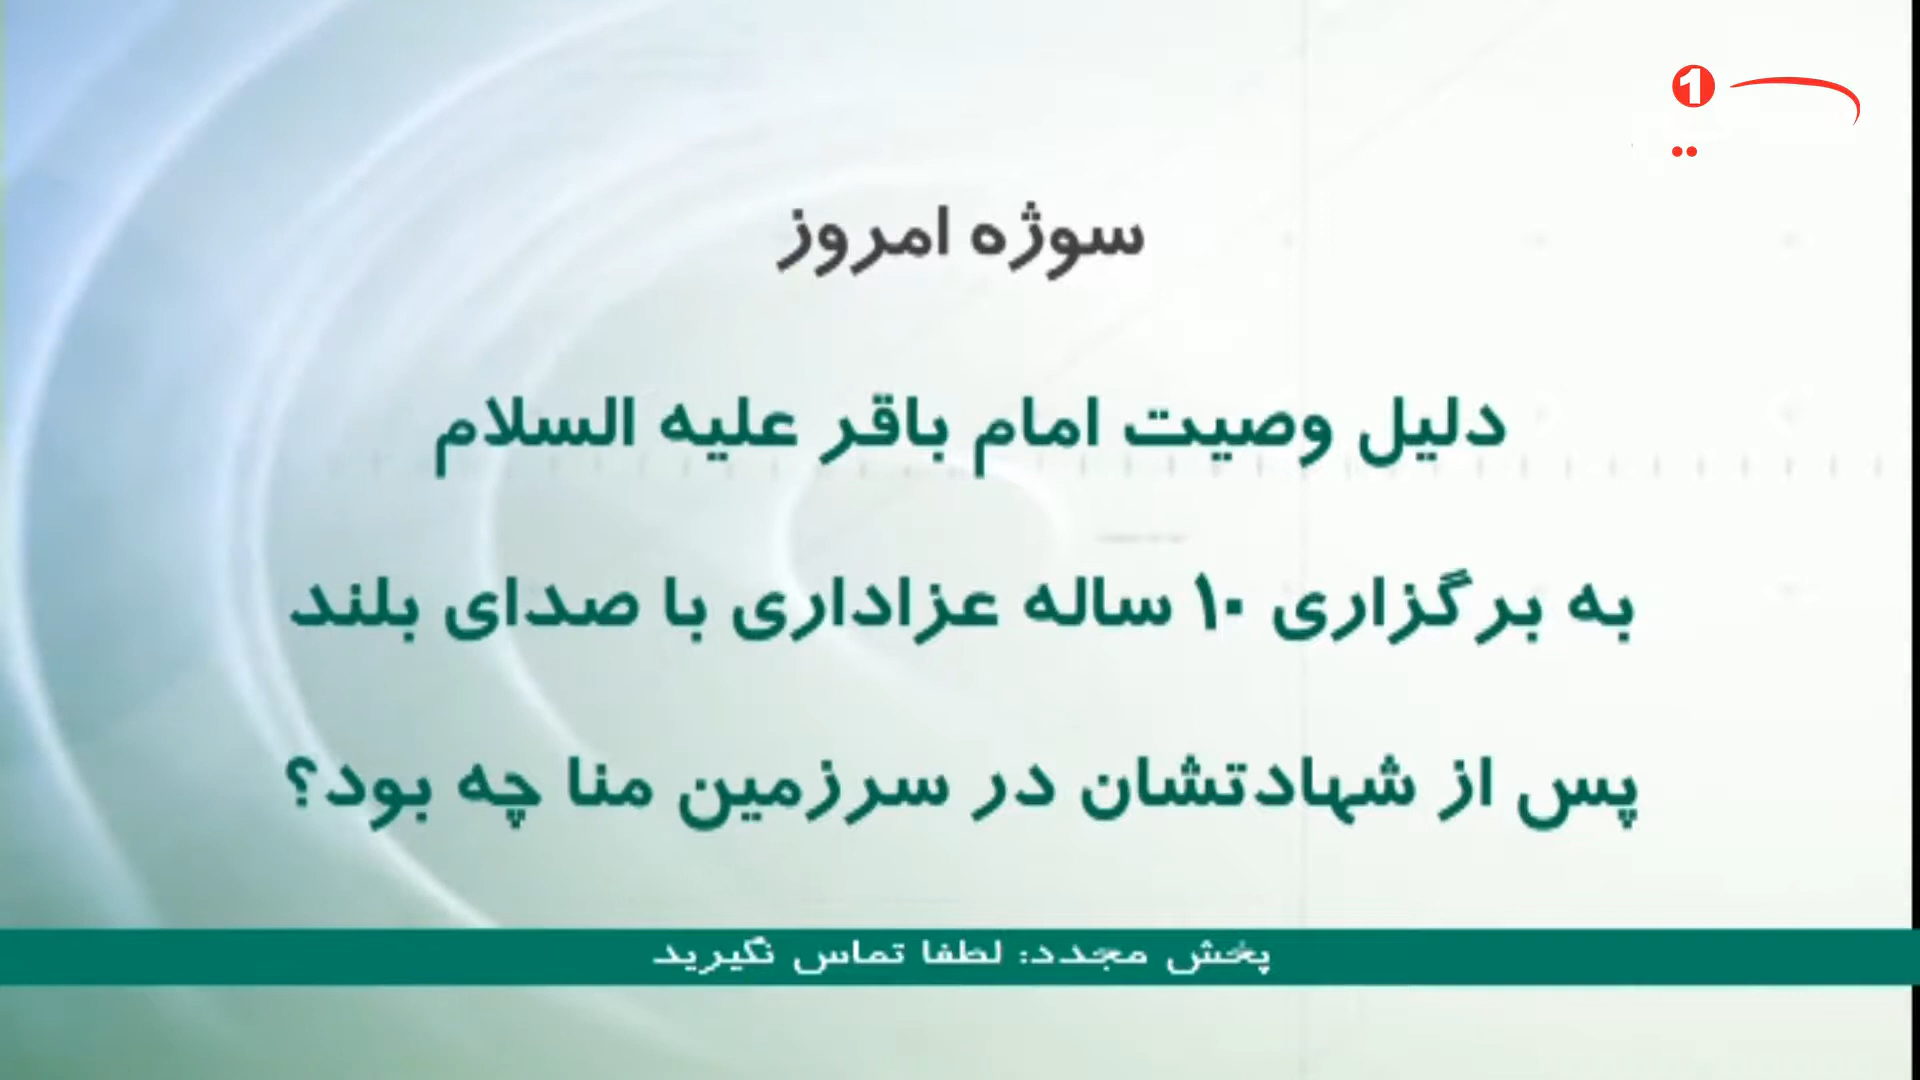 1
سوژه امروز
دلیل وصیت امام باقر علیه السلام
به برگزاری ۱۰ ساله عزاداری با صدای بلند
پس از شهادتشان در سرزمین منا چه بود؟
پخش مجدد: لطفا تماس نگیرید